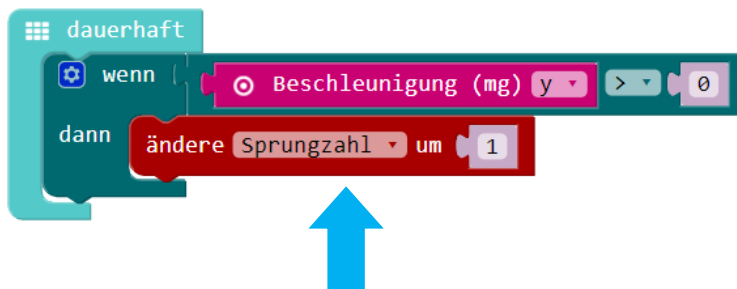 dauerhaft
wenn Beschleunigung (mg) y > 0
dann ändere Sprungzahl um 1